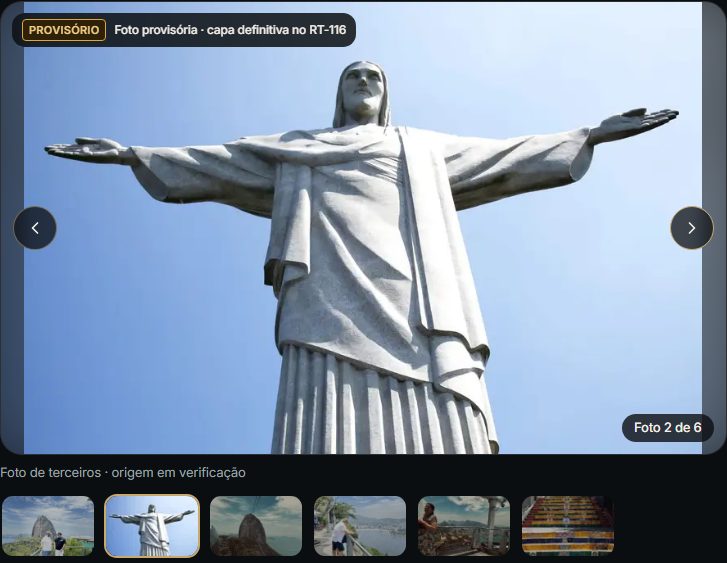 PROVISÓRIO Foto provisória · capa definitiva no RT-116
Foto 2 de 6
Foto de terceiros · origem em verificação